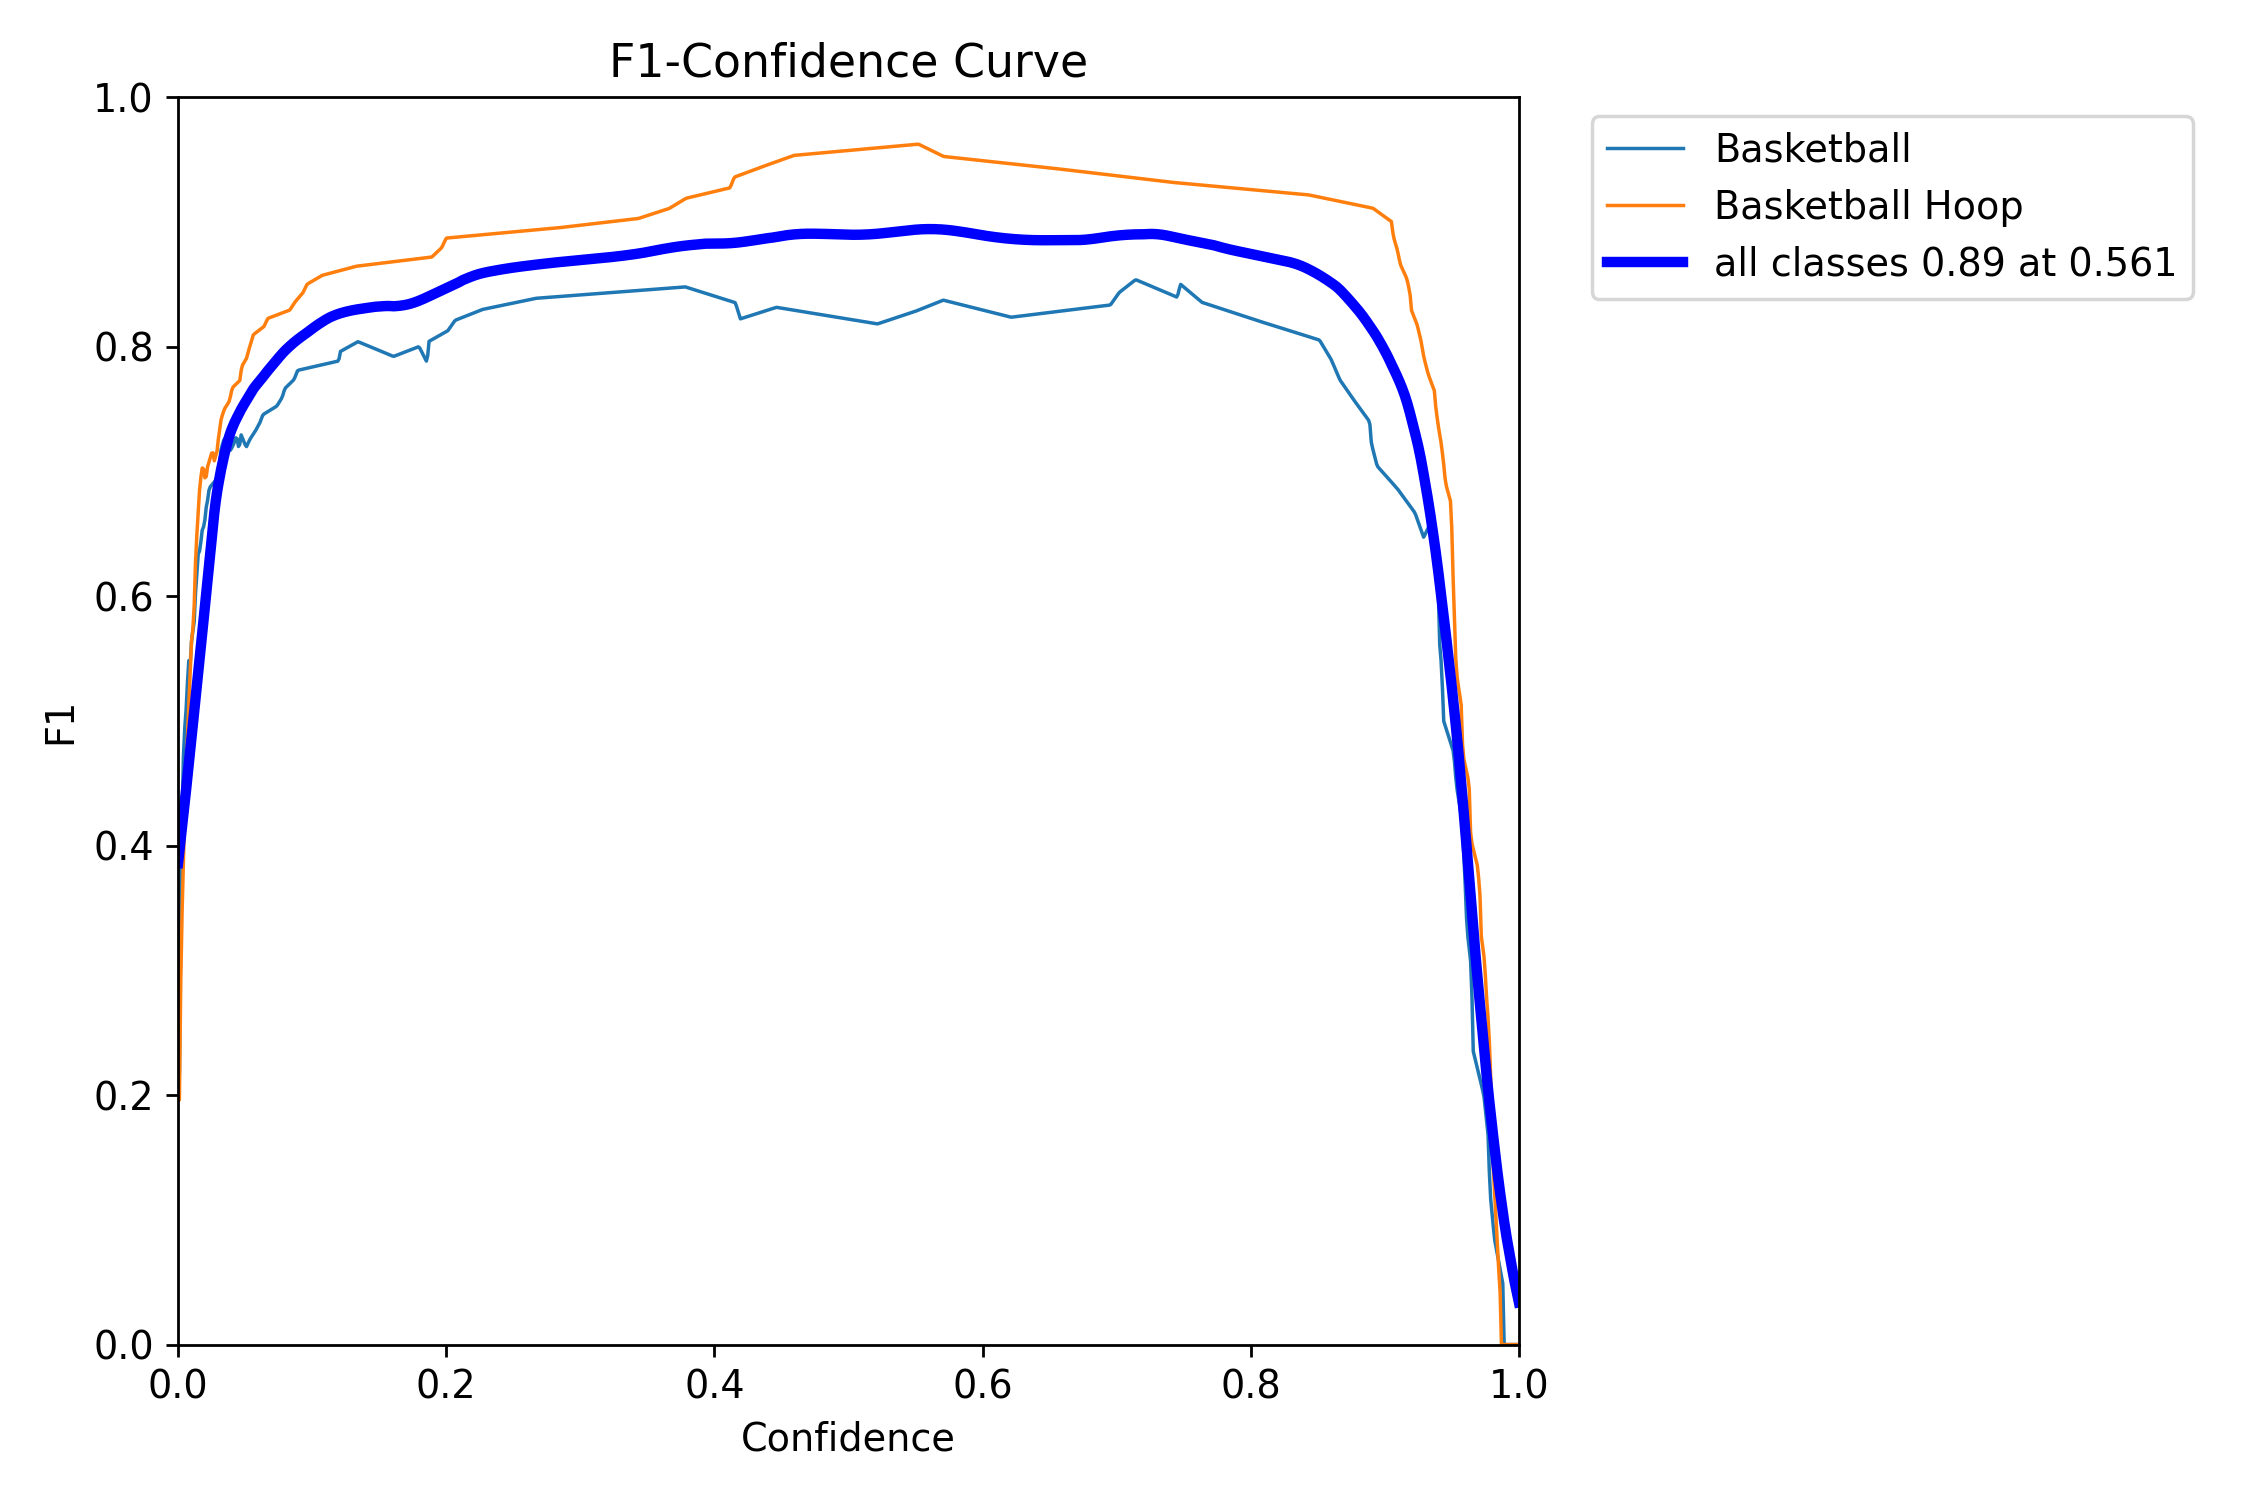 F1-Confidence Curve
1.0
0.8
0.6
0.4
0.2
0.0
F1
0.0 0.2 0.4 0.6 0.8 1.0
Confidence
Basketball
Basketball Hoop
all classes 0.89 at 0.561